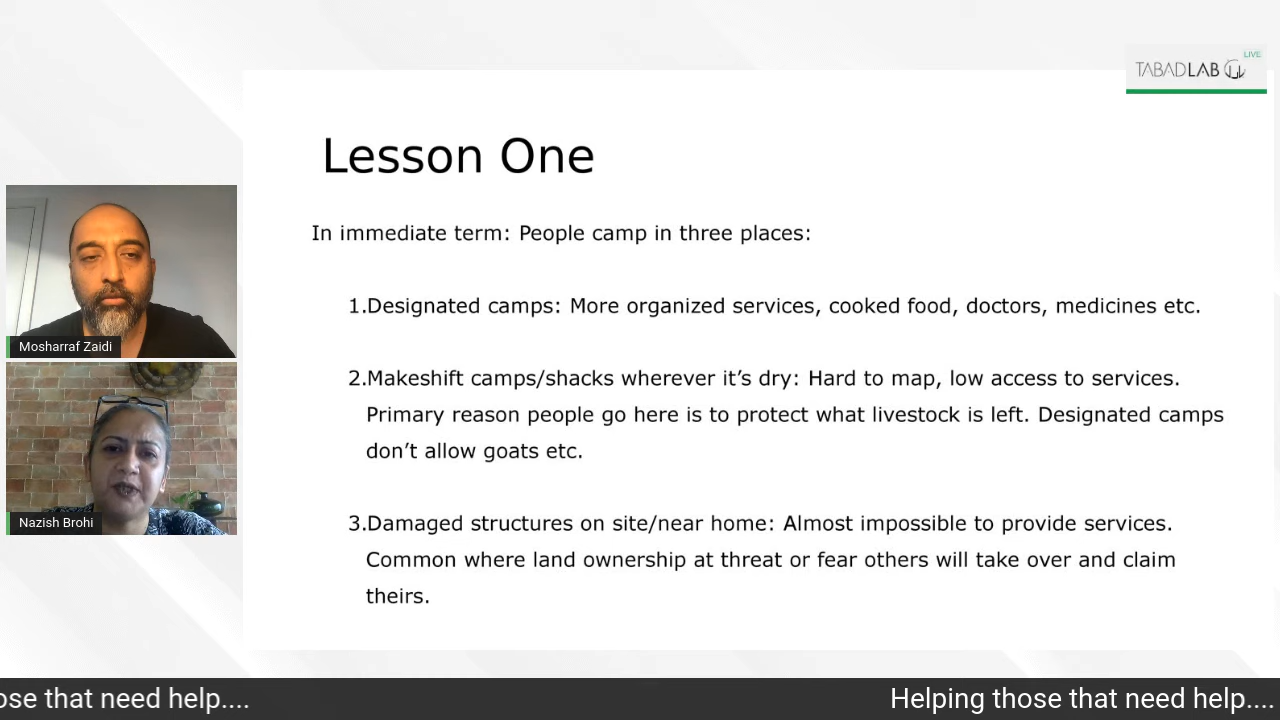 LIVE
TABADLAB
Lesson One
In immediate term: People camp in three places:
1.Designated camps: More organized services, cooked food, doctors, medicines etc.
2.Makeshift camps/shacks wherever it’s dry: Hard to map, low access to services.
Primary reason people go here is to protect what livestock is left. Designated camps
don’t allow goats etc.
3.Damaged structures on site/near home: Almost impossible to provide services.
Common where land ownership at threat or fear others will take over and claim
theirs.
Mosharraf Zaidi
Nazish Brohi
ose that need help.... Helping those that need help....